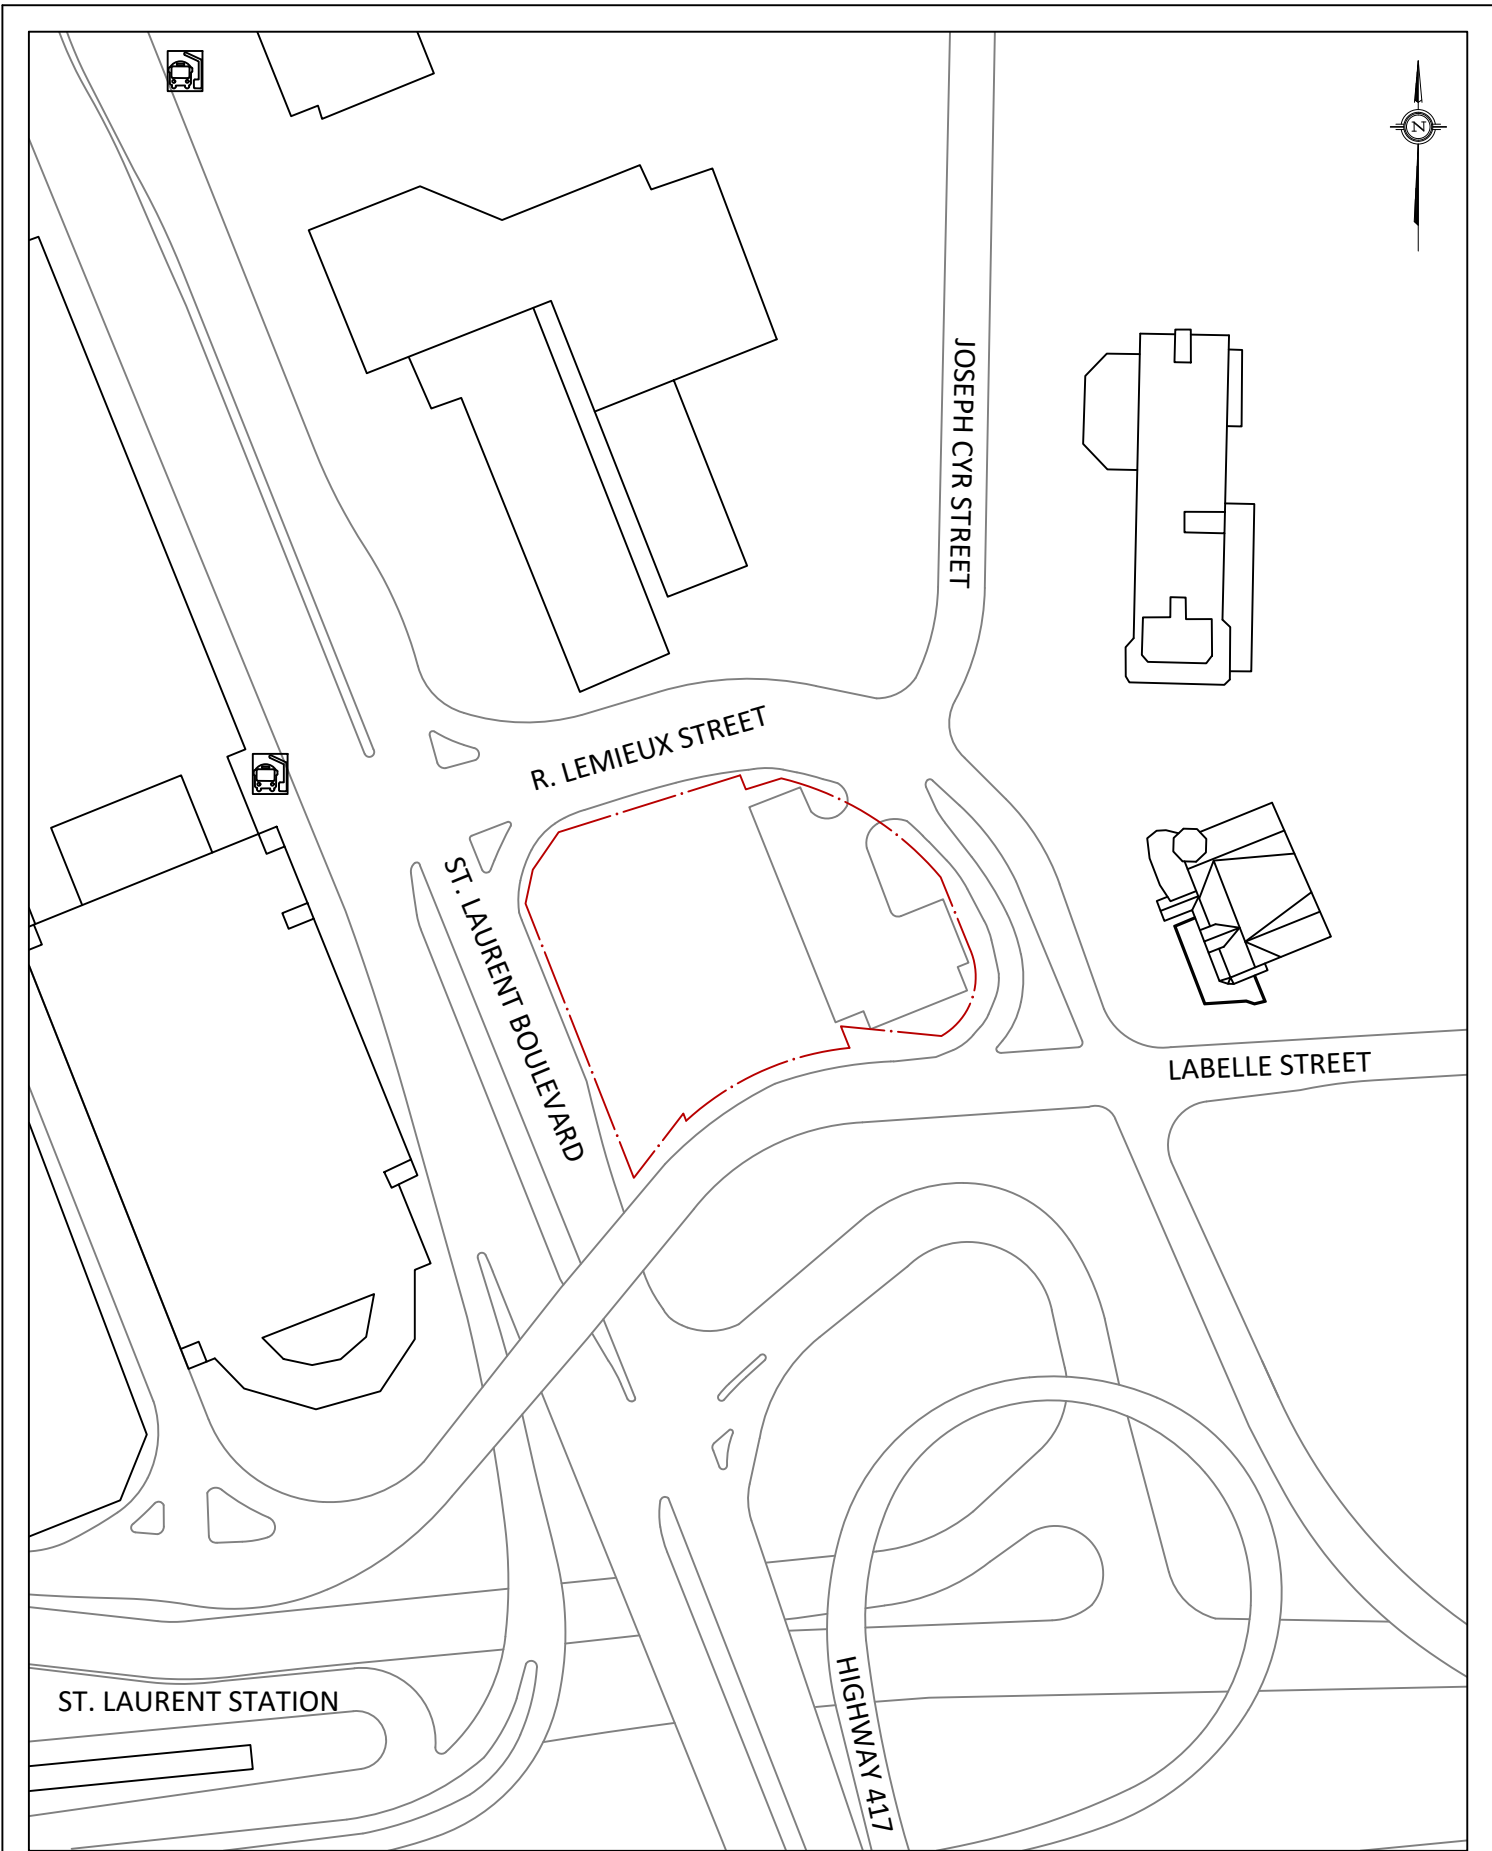 N
JOSEPH CYR STREET
R. LEMIEUX STREET
ST. LAURENT BOULEVARD
LABELLE STREET
HIGHWAY 417
ST. LAURENT STATION